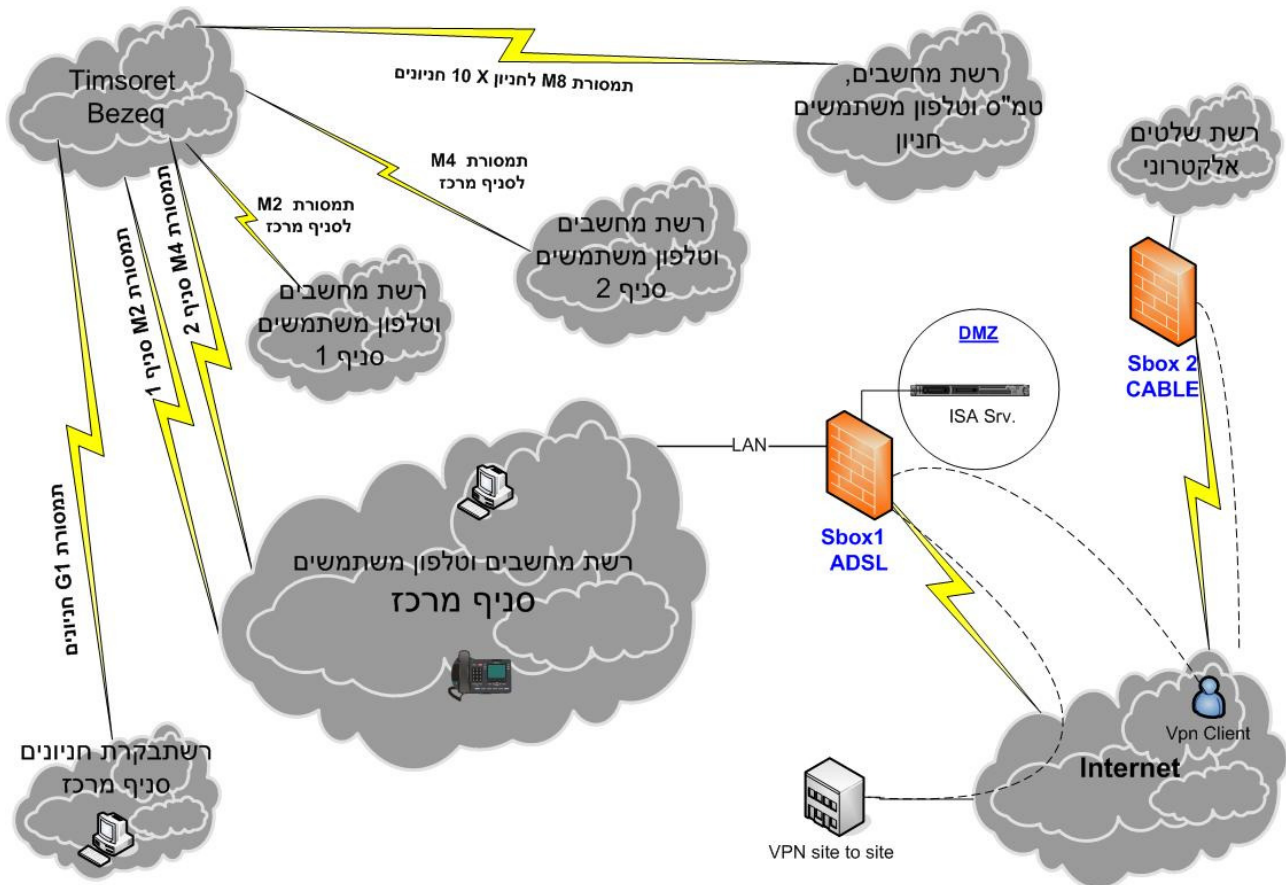 Timsoret
Bezeq
תמסורת M8 לחניון X 10 חניונים
רשת מחשבים,
טמ"ס וטלפון משתמשים
חניון
רשת שלטים
אלקטרוני
תמסורת M4
לסניף מרכז
תמסורת M2
לסניף מרכז
רשת מחשבים
וטלפון משתמשים
סניף 2
רשת מחשבים
וטלפון משתמשים
סניף 1
תמסורת M4 סניף 2
תמסורת M2 סניף 1
תמסורת G1 חניונים
DMZ
ISA Srv.
Sbox 2
CABLE
LAN
Sbox1
ADSL
רשת מחשבים וטלפון משתמשים
סניף מרכז
Vpn Client
Internet
VPN site to site
רשתבקרת חניונים
סניף מרכז